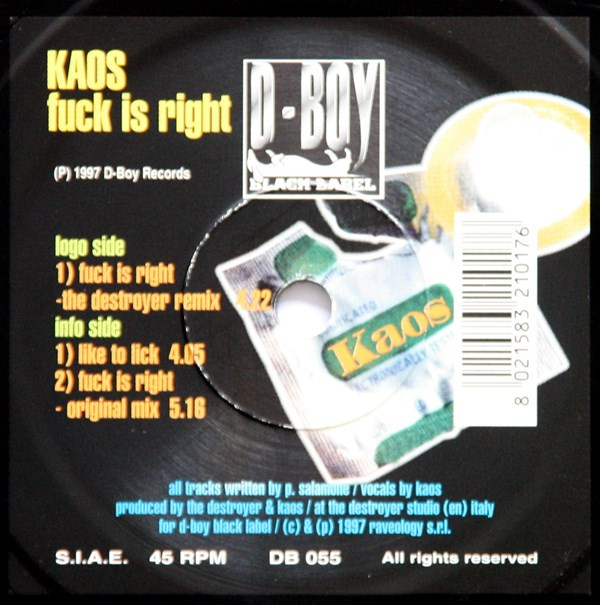 KAOS
fuck is right
D-BOY
BLACK LABEL
(P) 1997 D-Boy Records
logo side
1) fuck is right
-the destroyer remix 4.22
info side
1) like to lick 4.05
2) fuck is right
- original mix 5.16
Kaos
8 021583 210176
all tracks written by p. salamone / vocals by kaos
produced by the destroyer & kaos / at the destroyer studio (en) italy
for d-boy black label / (c) & (p) 1997 raveology s.r.l.
S.I.A.E. 45 RPM DB 055 All rights reserved